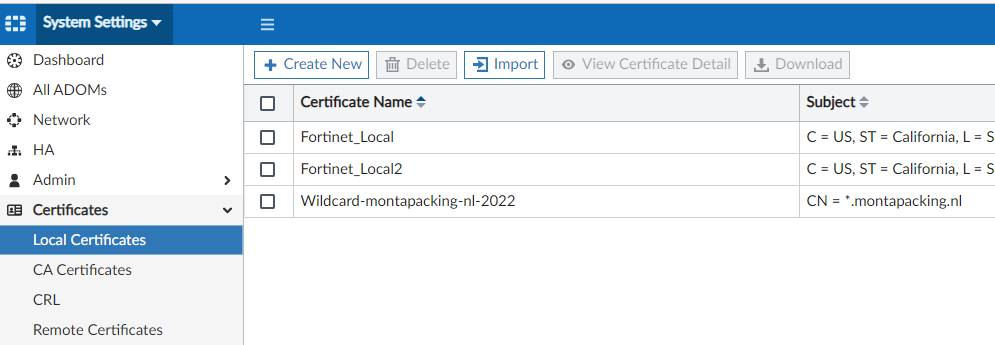 System Settings
Dashboard
All ADOMs
Network
HA
Admin
Certificates
Local Certificates
CA Certificates
CRL
Remote Certificates
Create New Delete Import View Certificate Detail Download
Certificate Name Subject
Fortinet_Local C = US, ST = California, L = S
Fortinet_Local2 C = US, ST = California, L = S
Wildcard-montapacking-nl-2022 CN = *.montapacking.nl